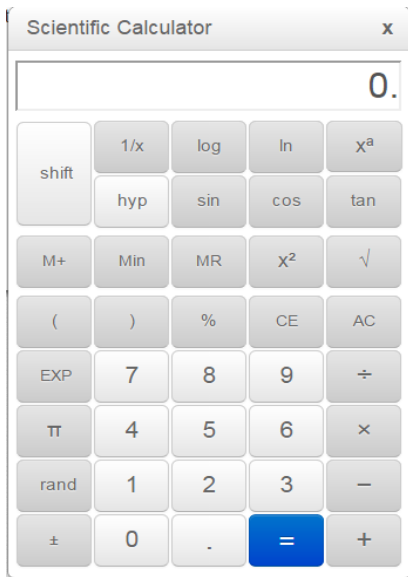 Scientific Calculator x
0.
shift 1/x log ln xª
hyp sin cos tan
M+ Min MR x² √
( ) % CE AC
EXP 7 8 9 ÷
π 4 5 6 ×
rand 1 2 3 −
± 0 . = +